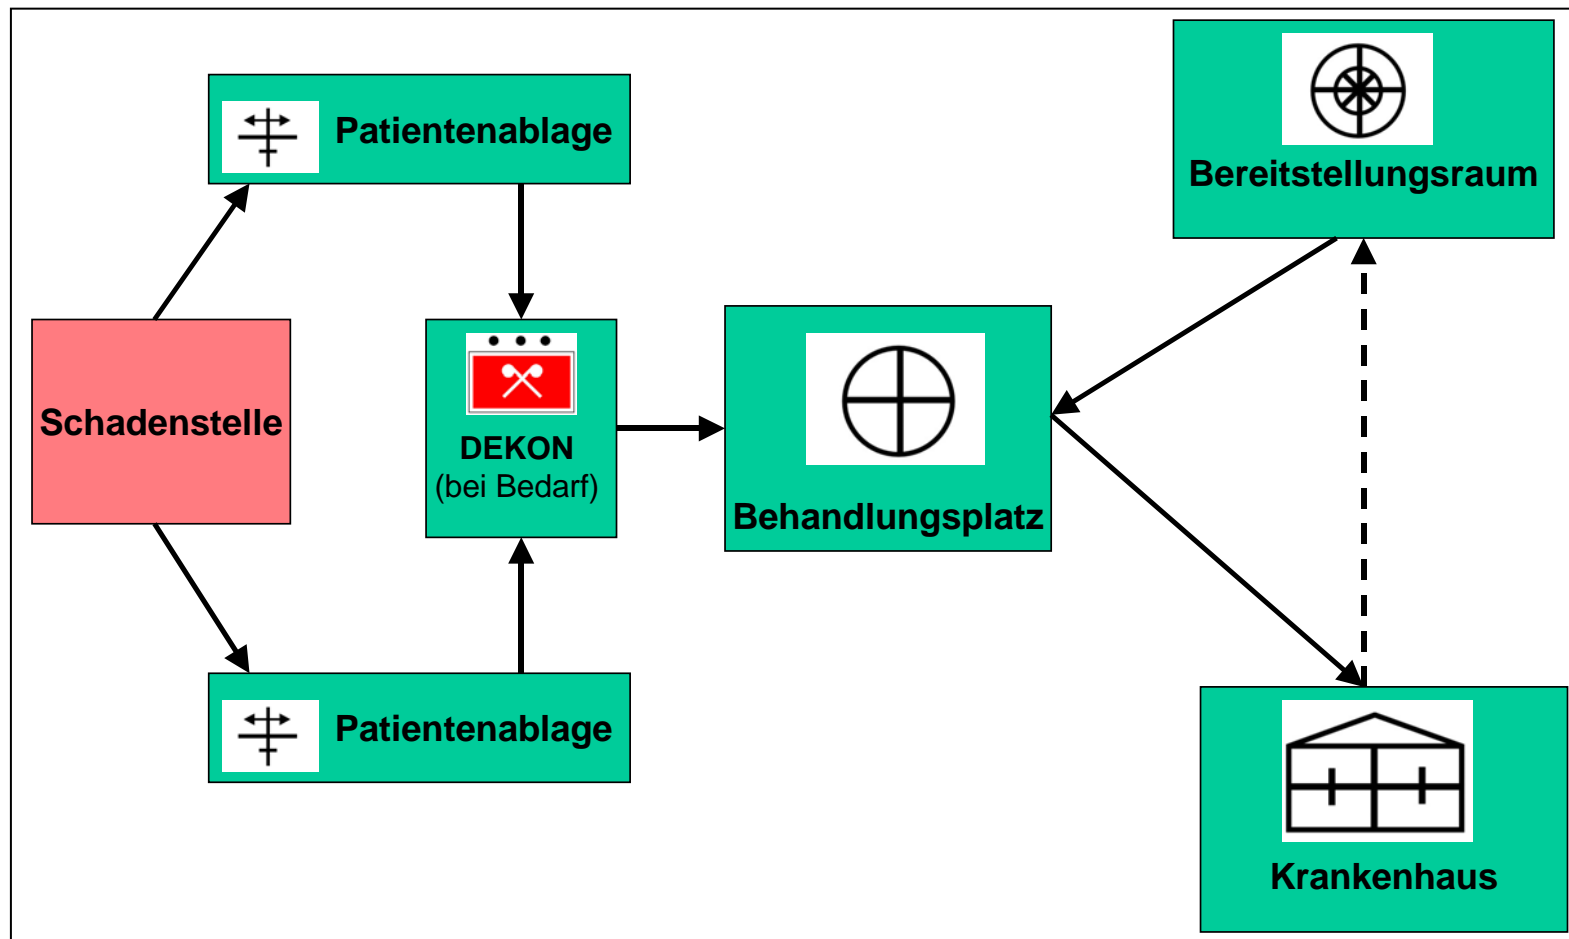 Patientenablage
Bereitstellungsraum
Schadenstelle
DEKON
(bei Bedarf)
Behandlungsplatz
Patientenablage
Krankenhaus